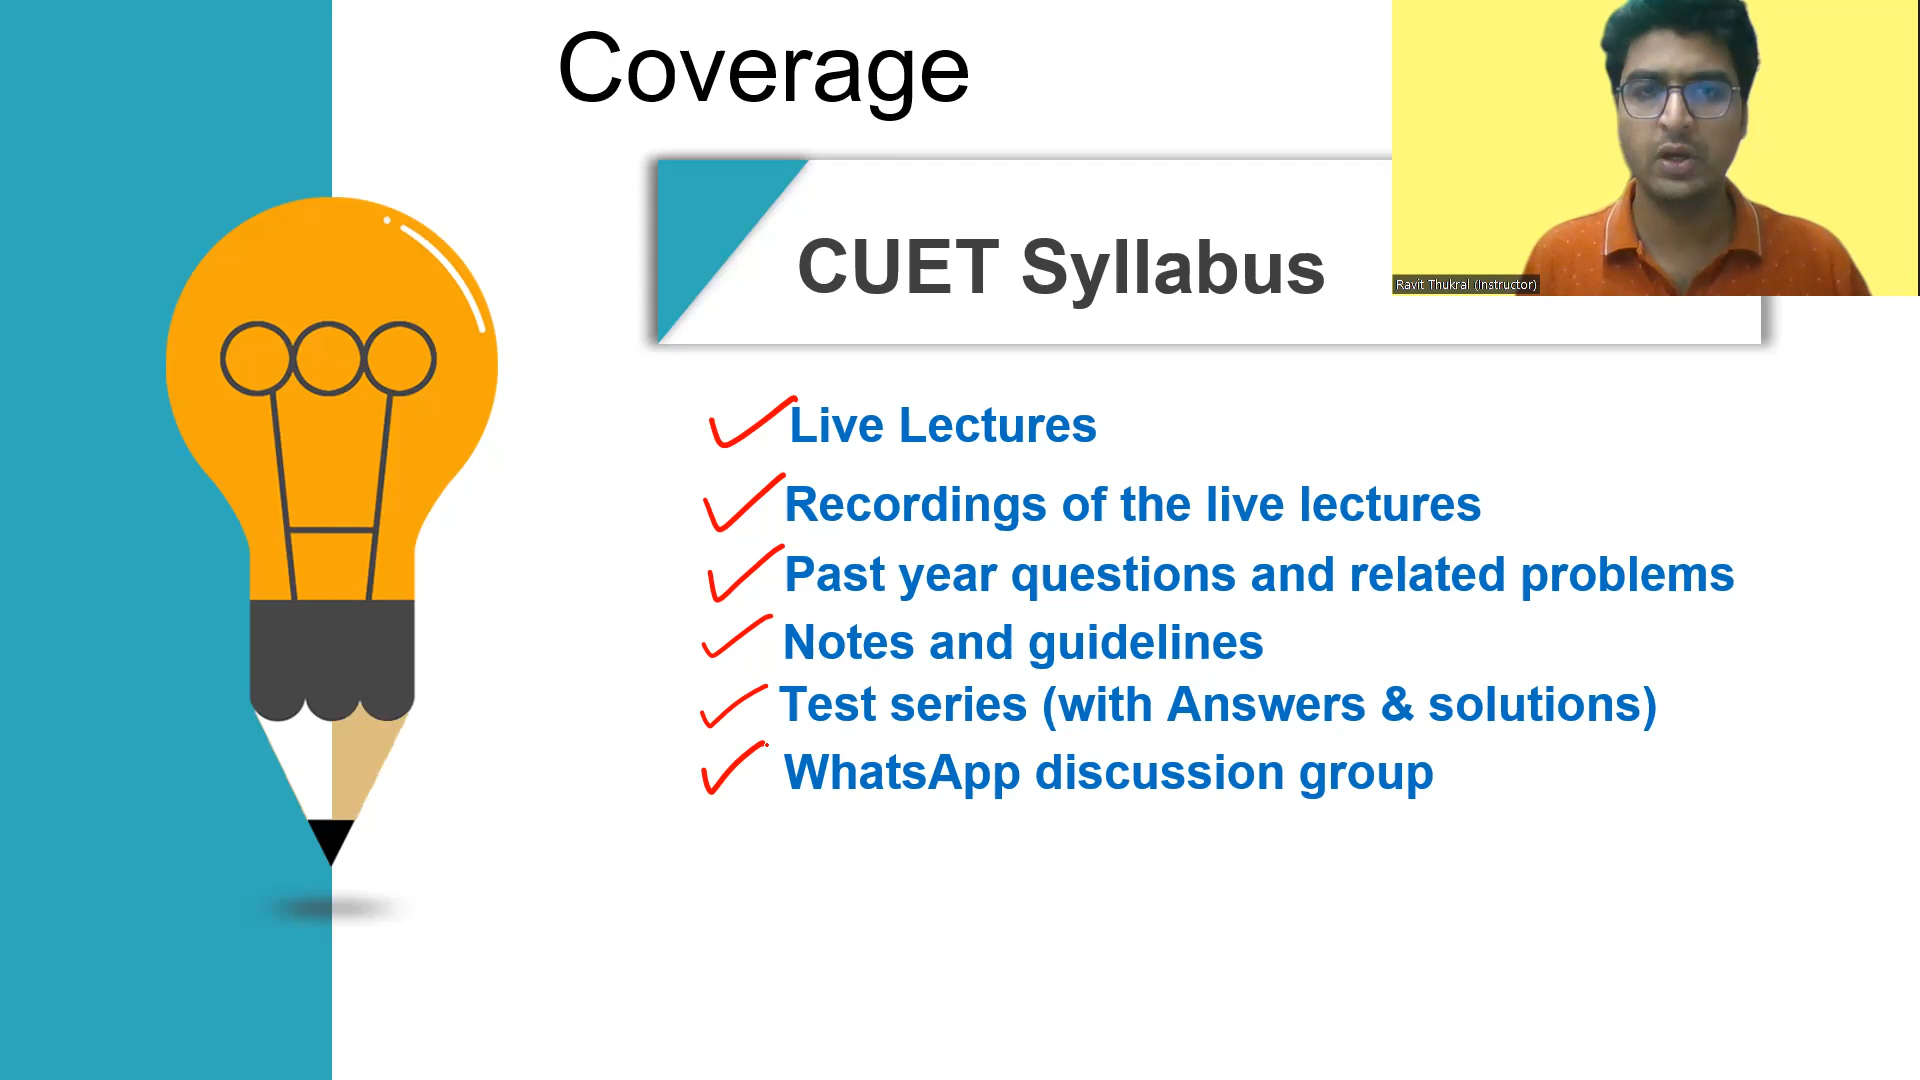 Coverage
CUET Syllabus
Ravit Thukral (Instructor)
Live Lectures
Recordings of the live lectures
Past year questions and related problems
Notes and guidelines
Test series (with Answers & solutions)
WhatsApp discussion group